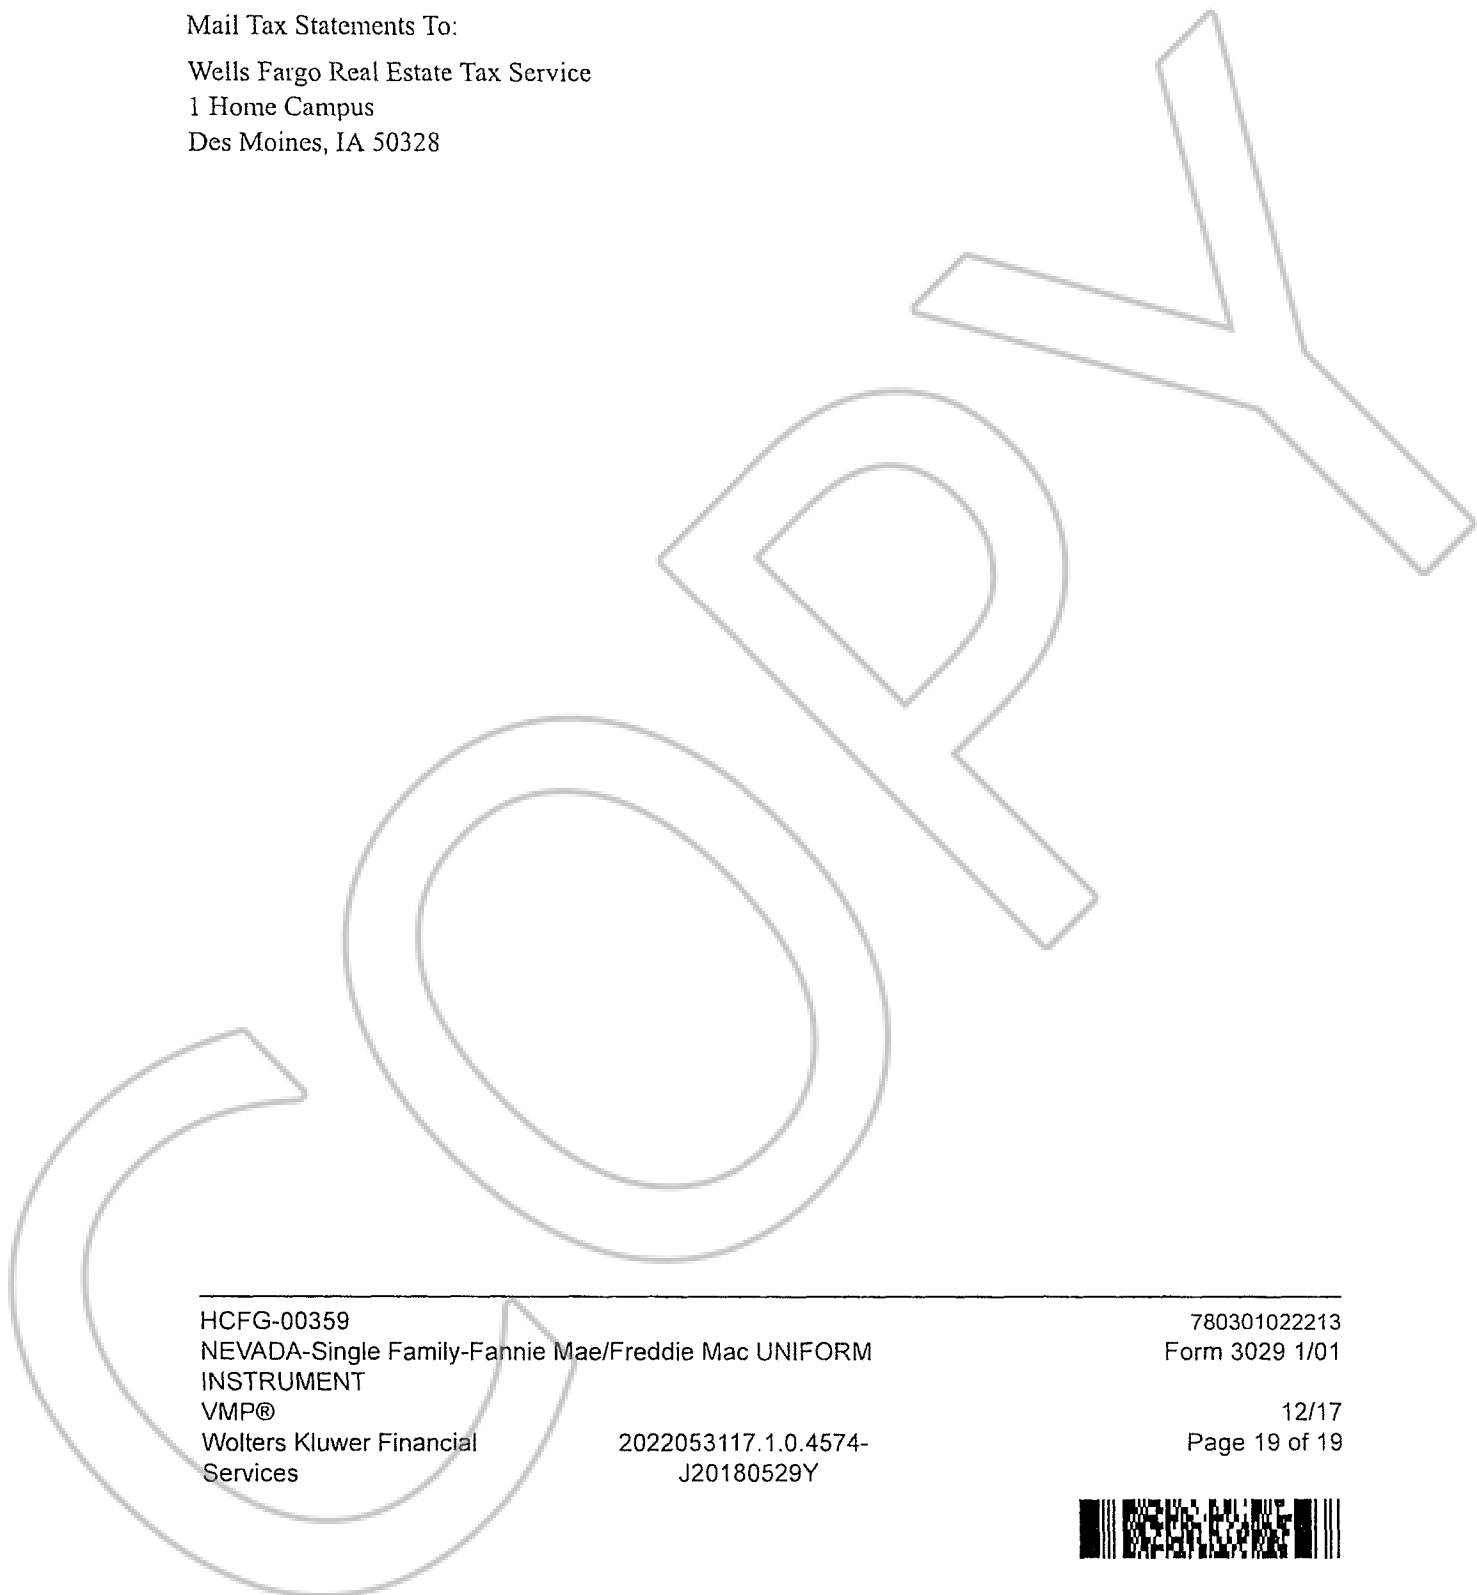 Mail Tax Statements To:
Wells Fargo Real Estate Tax Service
1 Home Campus
Des Moines, IA 50328
COPY
HCFG-00359 780301022213
NEVADA-Single Family-Fannie Mae/Freddie Mac UNIFORM Form 3029 1/01
INSTRUMENT
VMP® 12/17
Wolters Kluwer Financial 2022053117.1.0.4574- Page 19 of 19
Services J20180529Y